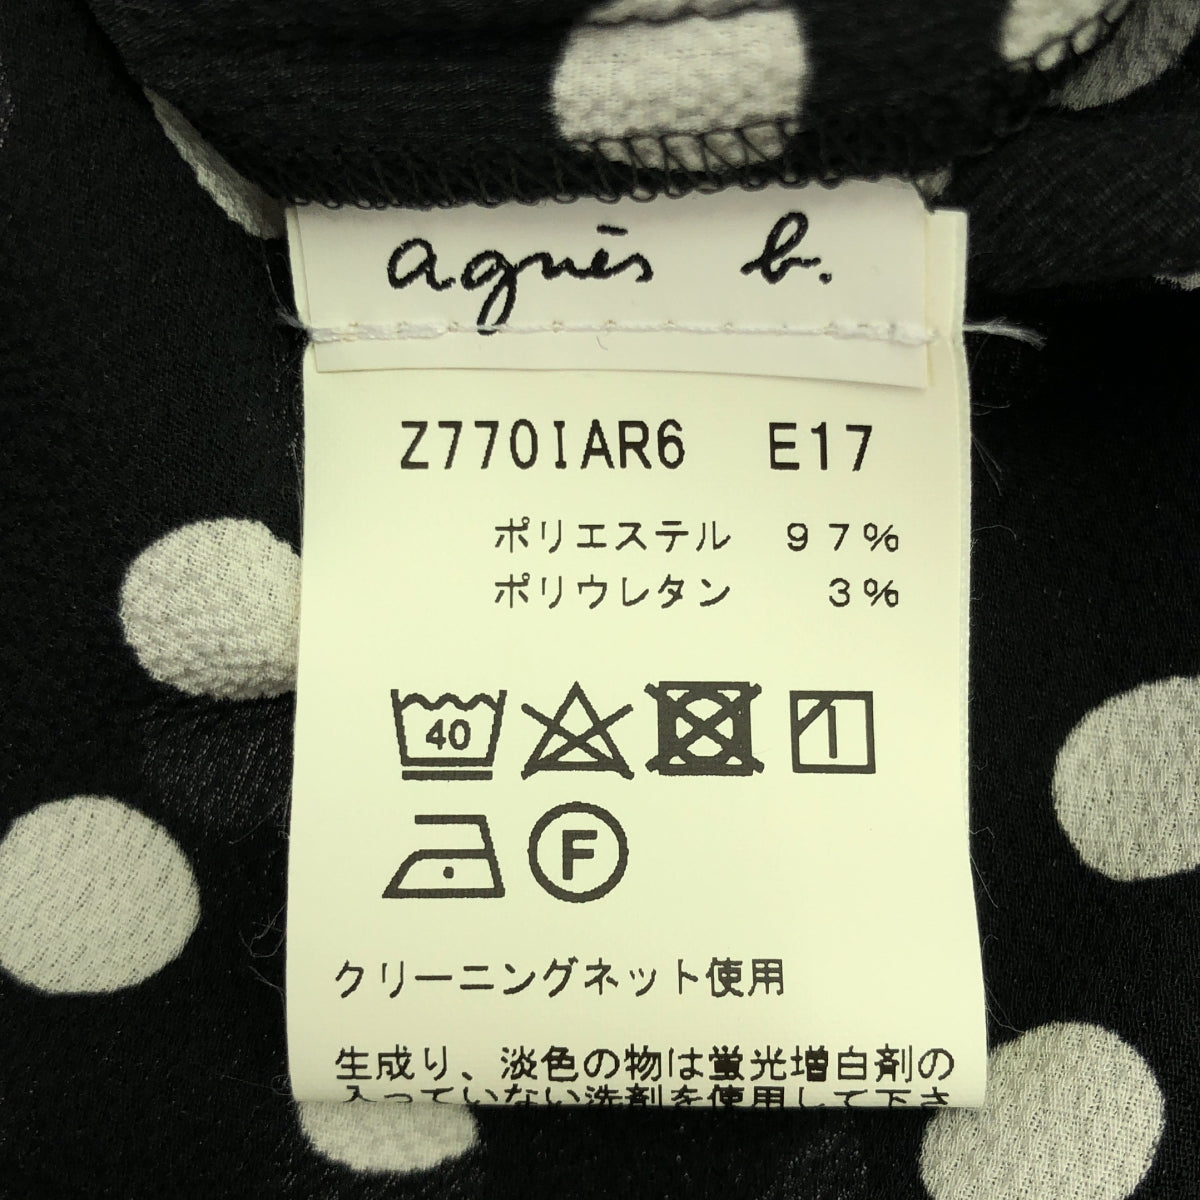 agnès b.
Z770IAR6 E17
ポリエステル 97%
ポリウレタン 3%
40
1
F
クリーニングネット使用
生成り、淡色の物は蛍光増白剤の
入っていない洗剤を使用して下さ